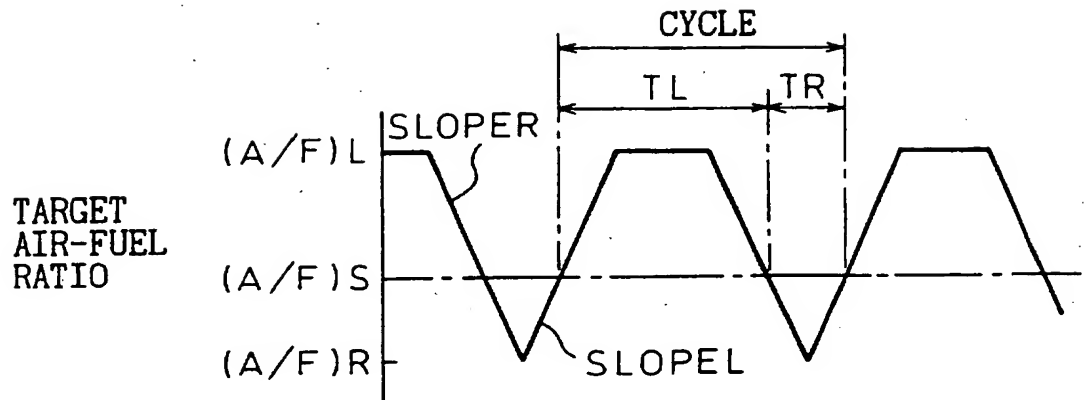 CYCLE
TL TR
SLOPER
(A/F)L
TARGET
AIR-FUEL
RATIO
(A/F)S
(A/F)R
SLOPEL